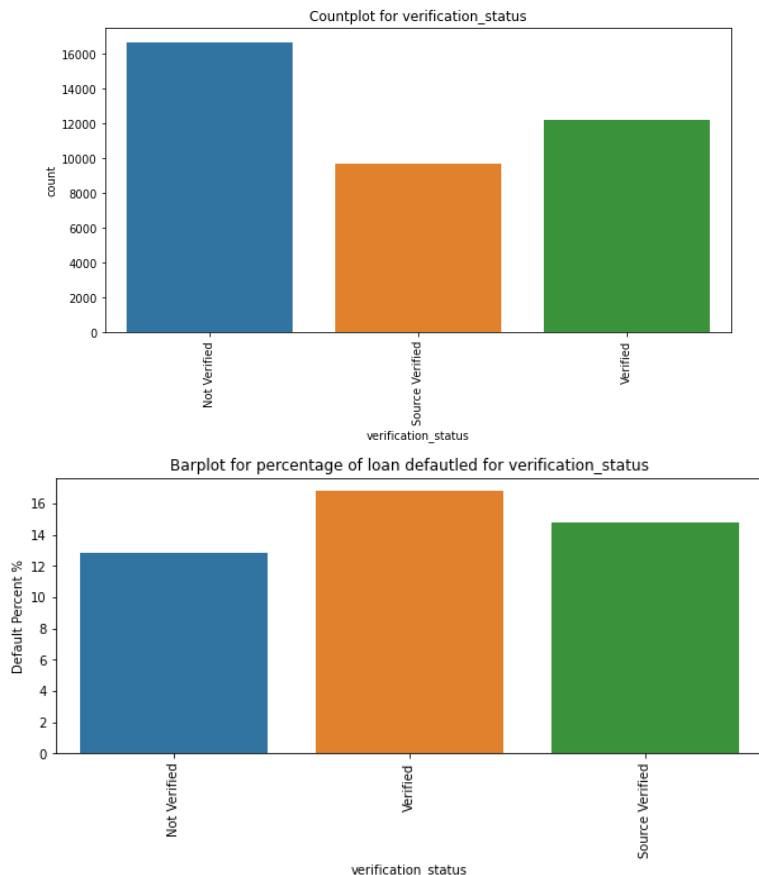 Countplot for verification_status
16000
14000
12000
10000
8000
6000
4000
2000
0
count
Not Verified
Source Verified
Verified
verification_status
Barplot for percentage of loan defautled for verification_status
16
14
12
10
8
6
4
2
0
Default Percent %
Not Verified
Verified
Source Verified
verification_status